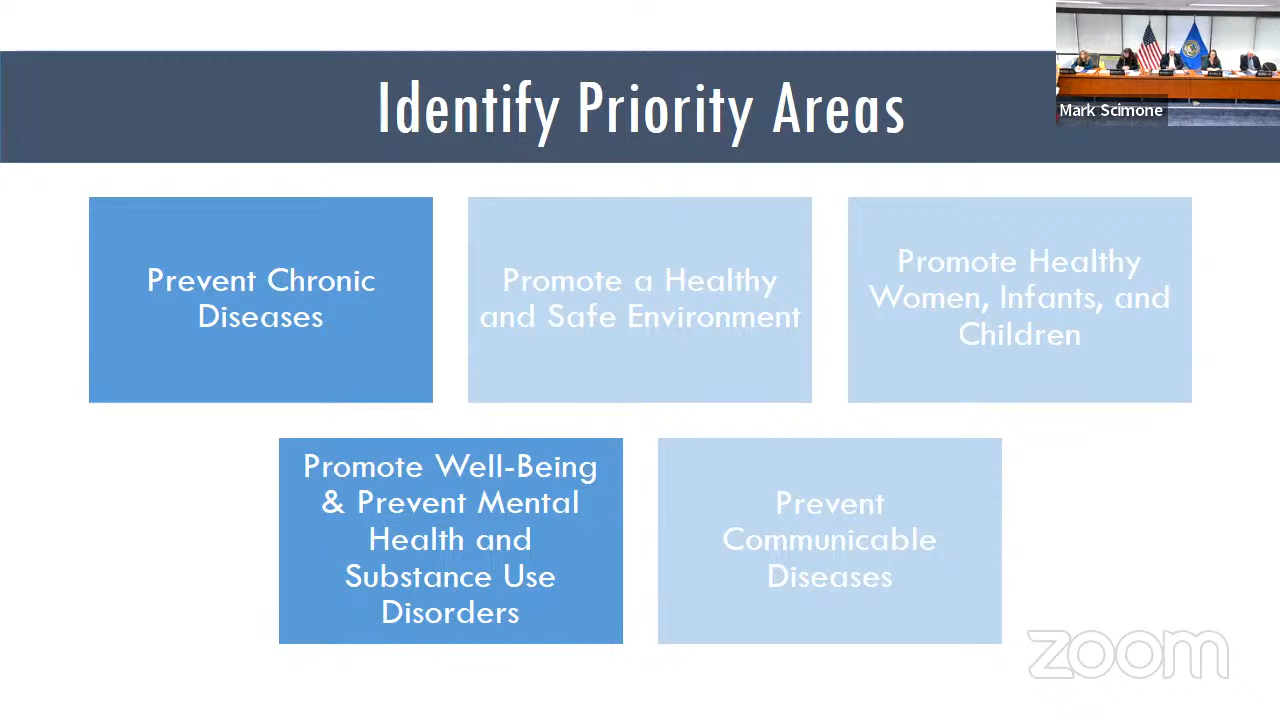 Identify Priority Areas
Mark Scimone
Prevent Chronic
Diseases
Promote a Healthy
and Safe Environment
Promote Healthy
Women, Infants, and
Children
Promote Well-Being
& Prevent Mental
Health and
Substance Use
Disorders
Prevent
Communicable
Diseases
zoom